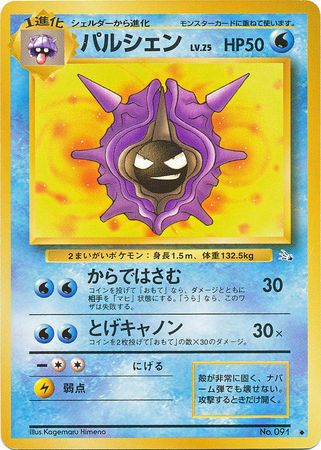 1進化
シェルダーから進化
モンスターカードに重ねて使います。
パルシェン LV.25 HP50
2まいがいポケモン：身長1.5m、体重132.5kg
からではさむ 30
コインを投げて「おもて」なら、ダメージとともに
相手を「マヒ」状態にする。「うら」なら、このワ
ザは失敗する。
とげキャノン 30×
コインを2枚投げて「おもて」の数×30のダメージ。
にげる
弱点
殻が非常に固く、ナパー
ム弾でも壊せない。
攻撃するときだけ開く。
Illus. Kagemaru Himeno
No.091